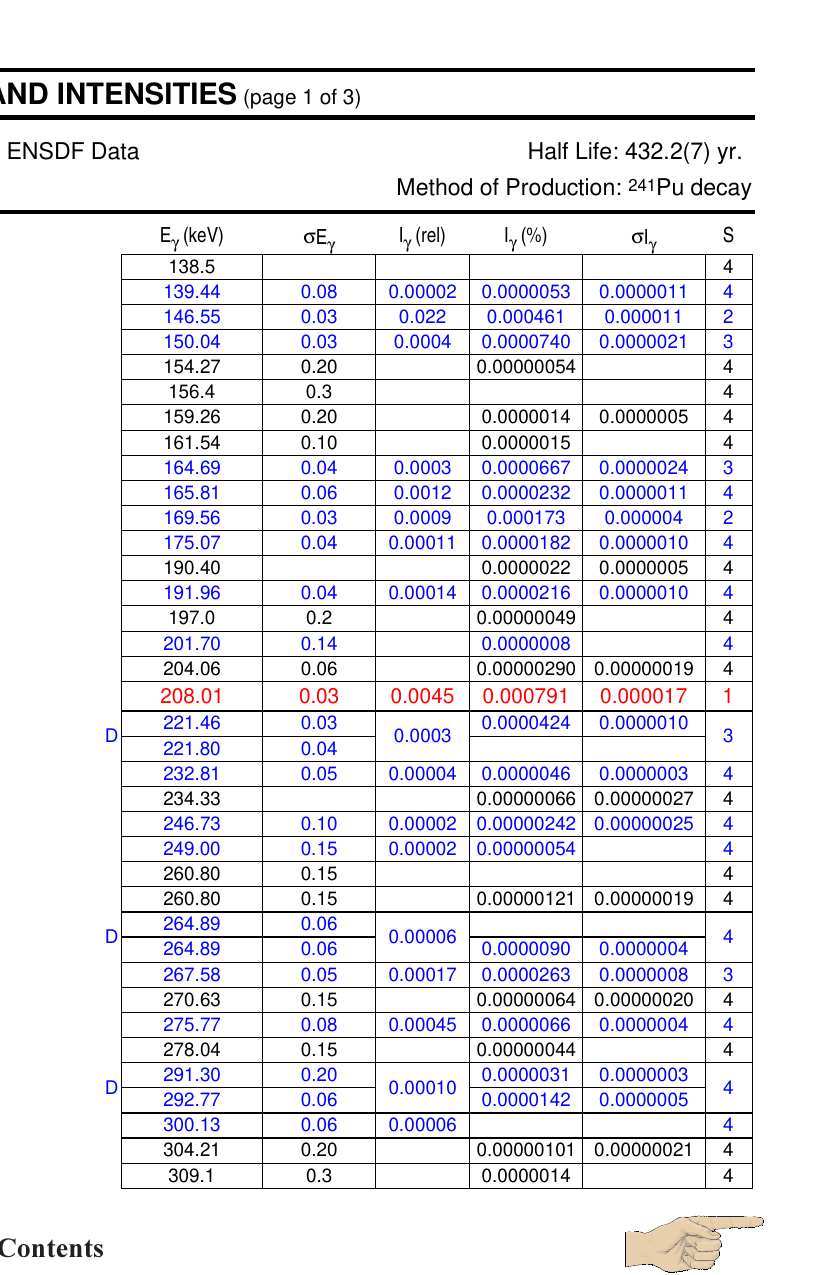 AND INTENSITIES (page 1 of 3)
ENSDF Data Half Life: 432.2(7) yr.
Method of Production: 241Pu decay
Eγ (keV) σEγ Iγ (rel) Iγ (%) σIγ S
138.5 4
139.44 0.08 0.00002 0.0000053 0.0000011 4
146.55 0.03 0.022 0.000461 0.000011 2
150.04 0.03 0.0004 0.0000740 0.0000021 3
154.27 0.20 0.00000054 4
156.4 0.3 4
159.26 0.20 0.0000014 0.0000005 4
161.54 0.10 0.0000015 4
164.69 0.04 0.0003 0.0000667 0.0000024 3
165.81 0.06 0.0012 0.0000232 0.0000011 4
169.56 0.03 0.0009 0.000173 0.000004 2
175.07 0.04 0.00011 0.0000182 0.0000010 4
190.40 0.0000022 0.0000005 4
191.96 0.04 0.00014 0.0000216 0.0000010 4
197.0 0.2 0.00000049 4
201.70 0.14 0.0000008 4
204.06 0.06 0.00000290 0.00000019 4
208.01 0.03 0.0045 0.000791 0.000017 1
221.46 0.03 0.0000424 0.0000010
D 0.0003 3
221.80 0.04
232.81 0.05 0.00004 0.0000046 0.0000003 4
234.33 0.00000066 0.00000027 4
246.73 0.10 0.00002 0.00000242 0.00000025 4
249.00 0.15 0.00002 0.00000054 4
260.80 0.15 4
260.80 0.15 0.00000121 0.00000019 4
264.89 0.06
D 0.00006 4
264.89 0.06 0.0000090 0.0000004
267.58 0.05 0.00017 0.0000263 0.0000008 3
270.63 0.15 0.00000064 0.00000020 4
275.77 0.08 0.00045 0.0000066 0.0000004 4
278.04 0.15 0.00000044 4
291.30 0.20 0.0000031 0.0000003
D 0.00010 4
292.77 0.06 0.0000142 0.0000005
300.13 0.06 0.00006 4
304.21 0.20 0.00000101 0.00000021 4
309.1 0.3 0.0000014 4
Contents